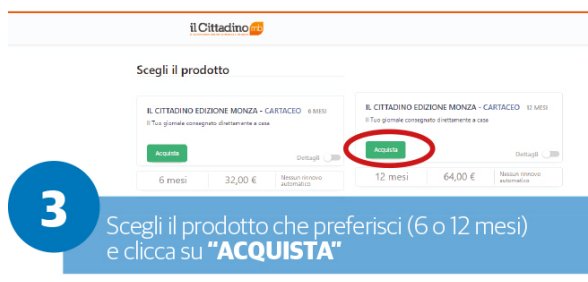 il Cittadino mb
Scegli il prodotto
IL CITTADINO EDIZIONE MONZA - CARTACEO 6 MESI
Il Tuo giornale consegnato direttamente a casa
Acquista
Dettagli
6 mesi
32,00 €
Nessun rinnovo
automatico
IL CITTADINO EDIZIONE MONZA - CARTACEO 12 MESI
Il Tuo giornale consegnato direttamente a casa
Acquista
Dettagli
12 mesi
64,00 €
Nessun rinnovo
automatico
3
Scegli il prodotto che preferisci (6 o 12 mesi)
e clicca su “ACQUISTA”